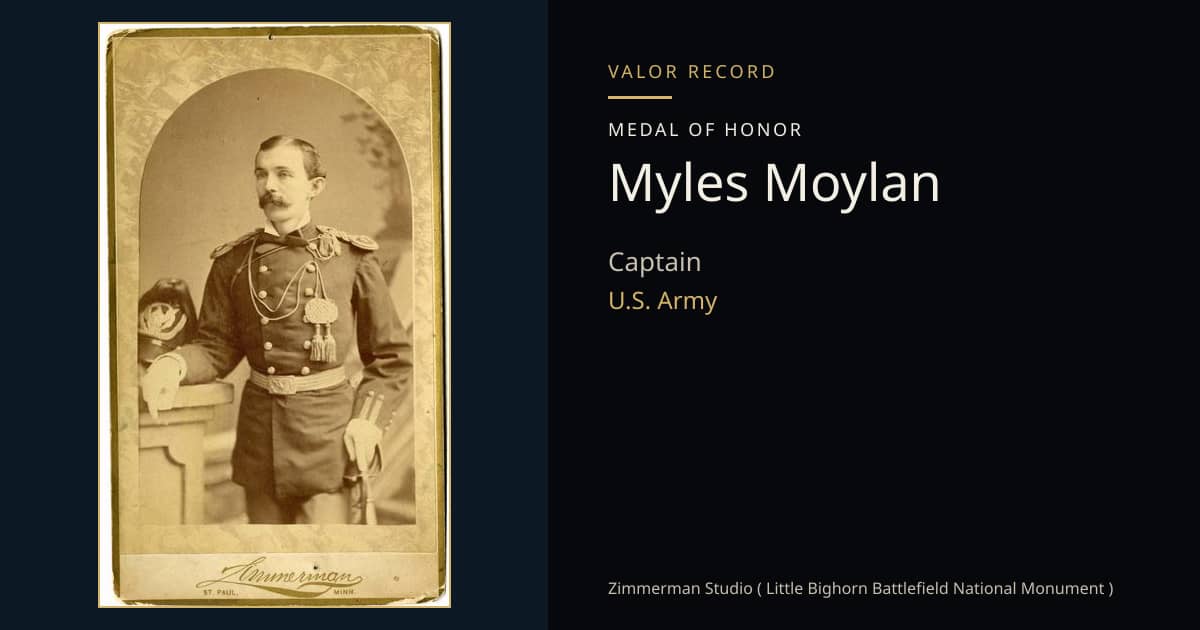 Zimmerman
ST. PAUL, MINN.
VALOR RECORD
MEDAL OF HONOR
Myles Moylan
Captain
U.S. Army
Zimmerman Studio ( Little Bighorn Battlefield National Monument )